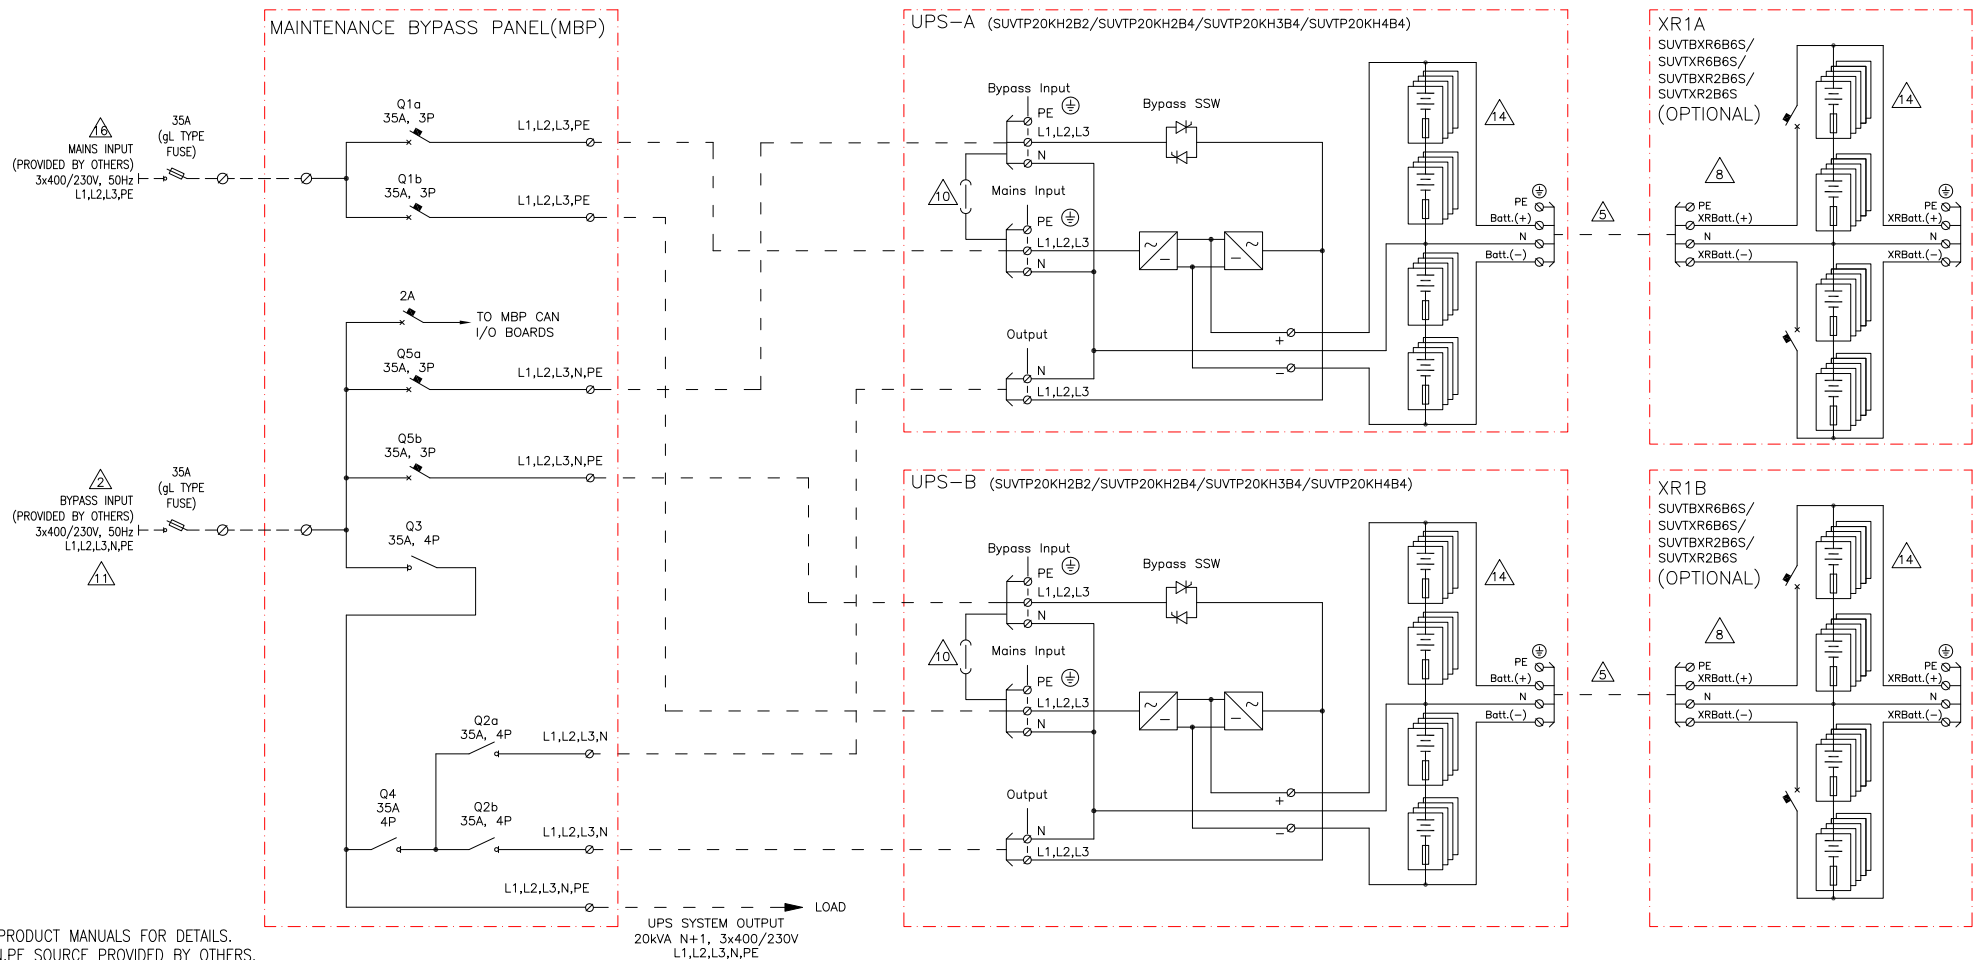 MAINTENANCE BYPASS PANEL(MBP)
16
MAINS INPUT
(PROVIDED BY OTHERS)
3x400/230V, 50Hz
L1,L2,L3,PE
35A
(gL TYPE
FUSE)
Q1a
35A, 3P
L1,L2,L3,PE
Q1b
35A, 3P
L1,L2,L3,PE
2A
TO MBP CAN
I/O BOARDS
Q5a
35A, 3P
L1,L2,L3,N,PE
Q5b
35A, 3P
L1,L2,L3,N,PE
2
BYPASS INPUT
(PROVIDED BY OTHERS)
3x400/230V, 50Hz
L1,L2,L3,N,PE
11
35A
(gL TYPE
FUSE)
Q3
35A, 4P
Q2a
35A, 4P
L1,L2,L3,N
Q4
35A
4P
Q2b
35A, 4P
L1,L2,L3,N
L1,L2,L3,N,PE
LOAD
UPS SYSTEM OUTPUT
20kVA N+1, 3x400/230V
L1,L2,L3,N,PE
PRODUCT MANUALS FOR DETAILS.
N,PE SOURCE PROVIDED BY OTHERS.
UPS-A (SUVTP20KH2B2/SUVTP20KH2B4/SUVTP20KH3B4/SUVTP20KH4B4)
Bypass Input
PE
L1,L2,L3
N
Bypass SSW
10
Mains Input
PE
L1,L2,L3
N
Output
N
L1,L2,L3
+
−
14
PE
Batt.(+)
N
Batt.(−)
5
XR1A
SUVTBXR6B6S/
SUVTXR6B6S/
SUVTBXR2B6S/
SUVTXR2B6S
(OPTIONAL)
14
8
PE
XRBatt.(+)
N
XRBatt.(−)
PE
XRBatt.(+)
N
XRBatt.(−)
UPS-B (SUVTP20KH2B2/SUVTP20KH2B4/SUVTP20KH3B4/SUVTP20KH4B4)
Bypass Input
PE
L1,L2,L3
N
Bypass SSW
10
Mains Input
PE
L1,L2,L3
N
Output
N
L1,L2,L3
+
−
14
PE
Batt.(+)
N
Batt.(−)
5
XR1B
SUVTBXR6B6S/
SUVTXR6B6S/
SUVTBXR2B6S/
SUVTXR2B6S
(OPTIONAL)
14
8
PE
XRBatt.(+)
N
XRBatt.(−)
PE
XRBatt.(+)
N
XRBatt.(−)